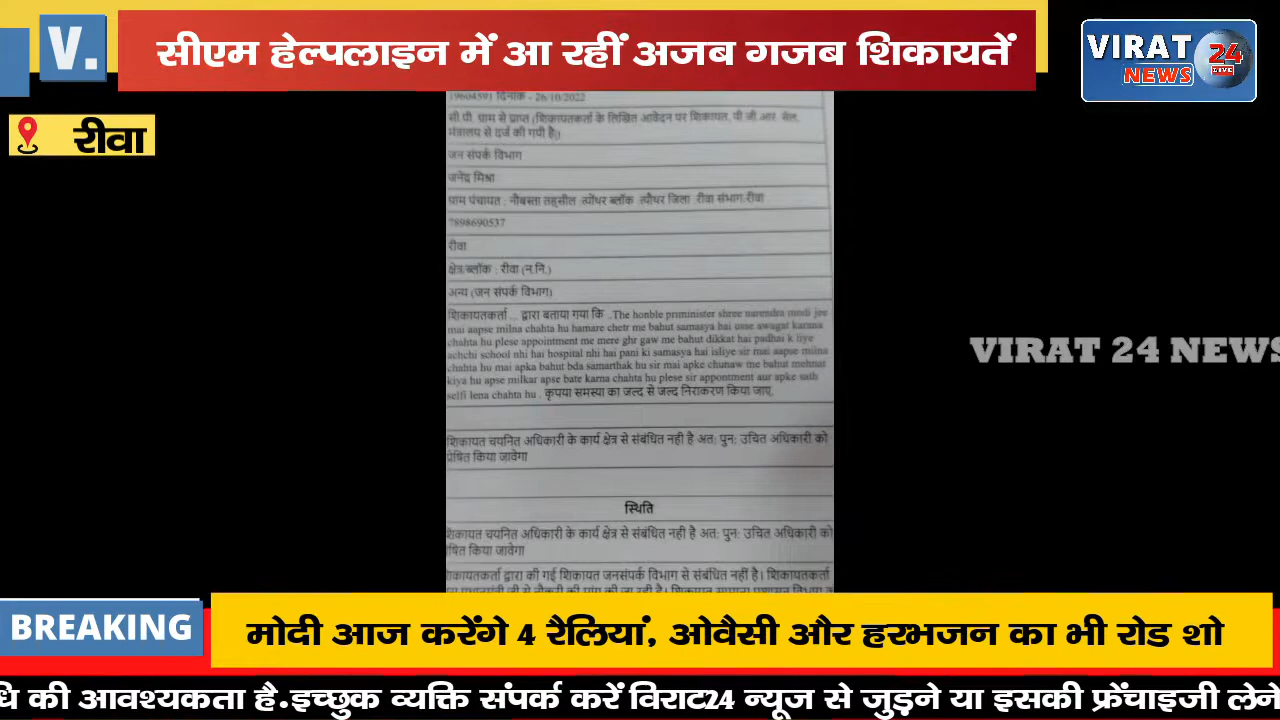 V.
सीएम हेल्पलाइन में आ रहीं अजब गजब शिकायतें
VIRAT 24
NEWS LIVE
रीवा
19604591 दिनांक - 26/10/2022
सी.पी. ग्राम से प्राप्त (शिकायतकर्ता के लिखित आवेदन पर शिकायत, पी.जी.आर. सेल,
मंत्रालय से दर्ज की गयी है।)
जन संपर्क विभाग
जनेद्र मिश्रा
ग्राम पंचायत : नौबस्ता तहसील त्योंथर ब्लॉक त्यौथर जिला रीवा संभाग रीवा
7898690537
रीवा
क्षेत्र/ब्लॉक : रीवा (न.नि.)
अन्य (जन संपर्क विभाग)
शिकायतकर्ता ... द्वारा बताया गया कि .The honble priminister shree narendra modi jee
mai aapse milna chahta hu hamare chetr me bahut samasya hai usse awagat karana
chahta hu plese appointment me mere ghr gaw me bahut dikkat hai padhai k liye
achchi school nhi hai hospital nhi hai pani ki samasya hai isliye sir mai aapse milna
chahta hu mai apka bahut bda samarthak hu sir mai apke chunaw me bahut mehnat
kiya hu apse milkar apse bate karna chahta hu plese sir appontment aur apke sath
selfi lena chahta hu . कृपया समस्या का जल्द से जल्द निराकरण किया जाए.
शिकायत चयनित अधिकारी के कार्य क्षेत्र से संबंधित नही है अत: पुन: उचित अधिकारी को
प्रेषित किया जावेगा
स्थिति
शिकायत चयनित अधिकारी के कार्य क्षेत्र से संबंधित नही है अत: पुन: उचित अधिकारी को
प्रेषित किया जावेगा
शिकायतकर्ता द्वारा की गई शिकायत जनसंपर्क विभाग से संबंधित नहीं है। शिकायतकर्ता
VIRAT 24 NEWS
BREAKING
मोदी आज करेंगे 4 रैलियां, ओवैसी और हरभजन का भी रोड शो
की आवश्यकता है.इच्छुक व्यक्ति संपर्क करें विराट24 न्यूज से जुड़ने या इसकी फ्रेंचाइजी लेने